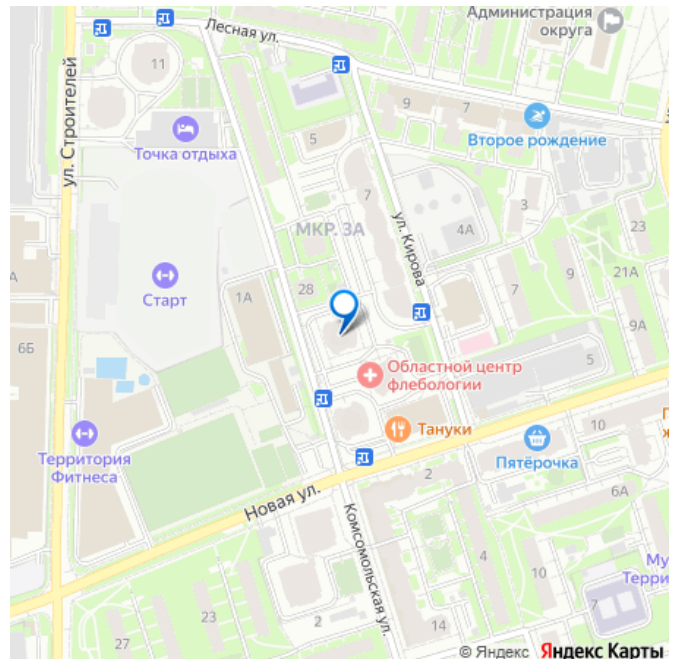 Администрация
округа
Лесная ул.
ул. Строителей
11
9
7
Второе рождение
Точка отдыха
5
7
3
23
МКР. 3А
ул. Кирова
4А
Старт
1А
28
7
9
21А
9А
6Б
5
Областной центр
флебологии
Тануки
10
Территория
Фитнеса
Пятёрочка
2
6А
Новая ул.
Комсомольская ул.
4
10
Му
Терри
7
23
2
27
14
© Яндекс Яндекс Карты